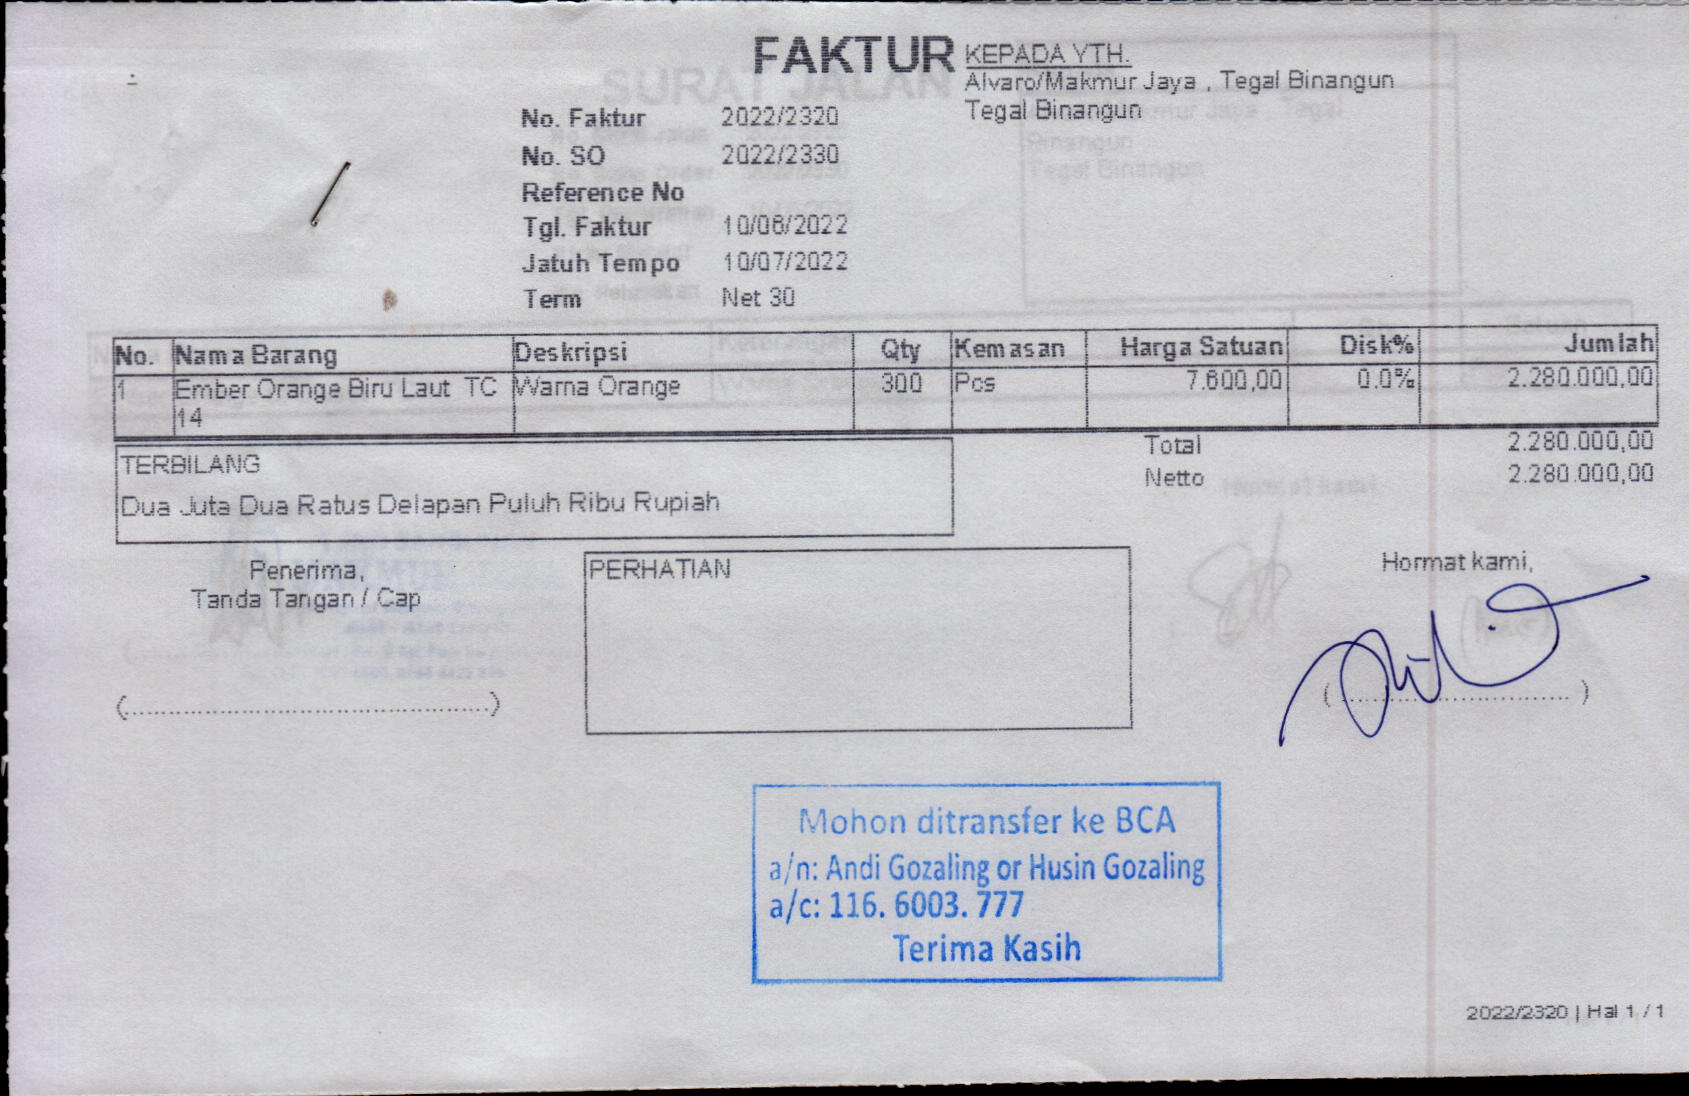 FAKTUR
KEPADA YTH.
Alvaro/Makmur Jaya , Tegal Binangun
Tegal Binangun
No. Faktur 2022/2320
No. SO 2022/2330
Reference No
Tgl. Faktur 10/06/2022
Jatuh Tempo 10/07/2022
Term Net 30
No. Nama Barang Deskripsi Qty Kemasan Harga Satuan Disk% Jumlah
1 Ember Orange Biru Laut TC Warna Orange 300 Pcs 7.600,00 0.0% 2.280.000,00
14
Total 2.280.000,00
Netto 2.280.000,00
TERBILANG
Dua Juta Dua Ratus Delapan Puluh Ribu Rupiah
Penerima,
Tanda Tangan / Cap
PERHATIAN
Hormat kami,
(..................................................)
(.................................)
Mohon ditransfer ke BCA
a/n: Andi Gozaling or Husin Gozaling
a/c: 116. 6003. 777
Terima Kasih
2022/2320 | Hal 1 / 1